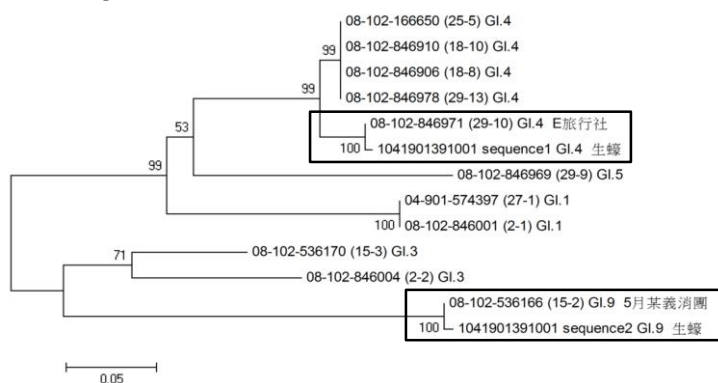 08-102-166650 (25-5) GI.4
99
08-102-846910 (18-10) GI.4
08-102-846906 (18-8) GI.4
99
08-102-846978 (29-13) GI.4
08-102-846971 (29-10) GI.4 E旅行社
53
100 1041901391001 sequence1 GI.4 生蠔
99
08-102-846969 (29-9) GI.5
04-901-574397 (27-1) GI.1
100 08-102-846001 (2-1) GI.1
08-102-536170 (15-3) GI.3
71
08-102-846004 (2-2) GI.3
08-102-536166 (15-2) GI.9 5月某義消團
100 1041901391001 sequence2 GI.9 生蠔
0.05